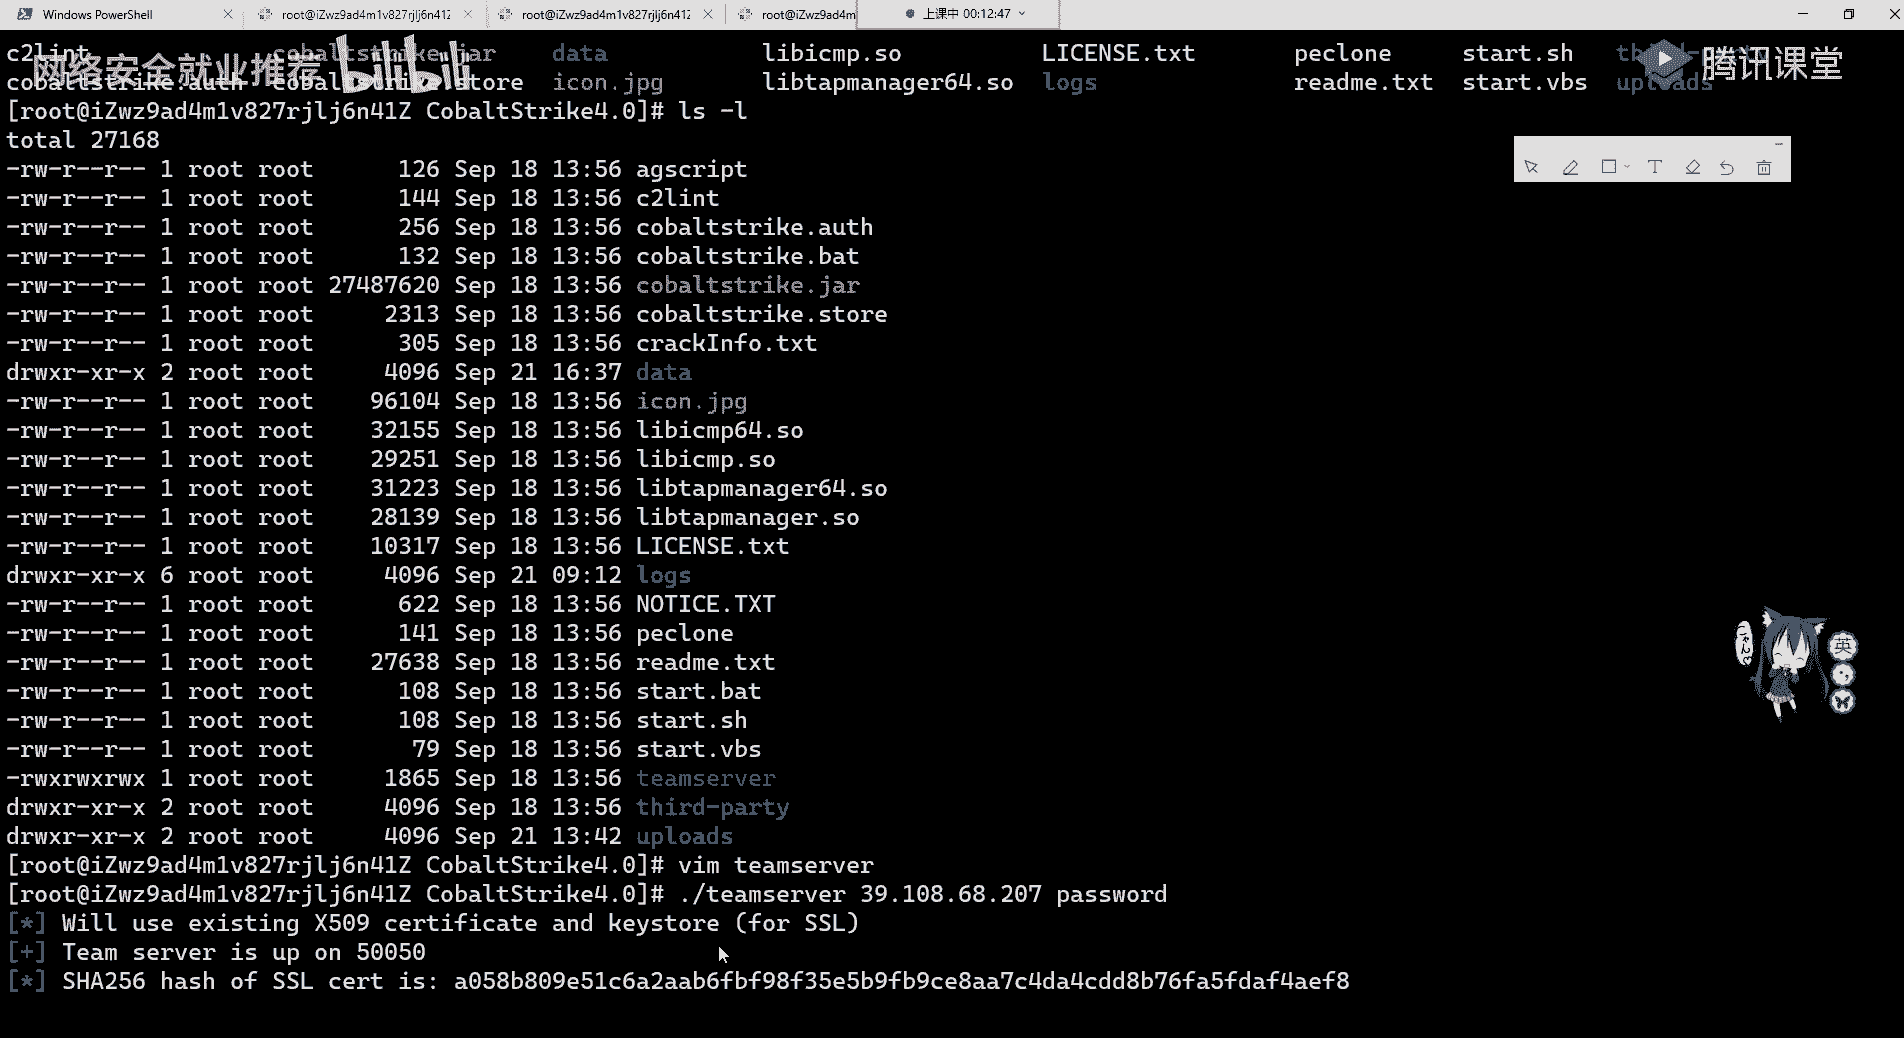 Windows PowerShell root@iZwz9ad4m1v827rjlj6n41Z root@iZwz9ad4m1v827rjlj6n41Z root@iZwz9ad4m 上课中 00:12:47
c2lint cobaltstrike.jar data libicmp.so LICENSE.txt peclone start.sh third-party
网络安全就业推荐 bilibili 腾讯课堂
cobaltstrike.auth cobaltstrike.store icon.jpg libtapmanager64.so logs readme.txt start.vbs uploads
[root@iZwz9ad4m1v827rjlj6n41Z CobaltStrike4.0]# ls -l
total 27168
-rw-r--r-- 1 root root 126 Sep 18 13:56 agscript
-rw-r--r-- 1 root root 144 Sep 18 13:56 c2lint
-rw-r--r-- 1 root root 256 Sep 18 13:56 cobaltstrike.auth
-rw-r--r-- 1 root root 132 Sep 18 13:56 cobaltstrike.bat
-rw-r--r-- 1 root root 27487620 Sep 18 13:56 cobaltstrike.jar
-rw-r--r-- 1 root root 2313 Sep 18 13:56 cobaltstrike.store
-rw-r--r-- 1 root root 305 Sep 18 13:56 crackInfo.txt
drwxr-xr-x 2 root root 4096 Sep 21 16:37 data
-rw-r--r-- 1 root root 96104 Sep 18 13:56 icon.jpg
-rw-r--r-- 1 root root 32155 Sep 18 13:56 libicmp64.so
-rw-r--r-- 1 root root 29251 Sep 18 13:56 libicmp.so
-rw-r--r-- 1 root root 31223 Sep 18 13:56 libtapmanager64.so
-rw-r--r-- 1 root root 28139 Sep 18 13:56 libtapmanager.so
-rw-r--r-- 1 root root 10317 Sep 18 13:56 LICENSE.txt
drwxr-xr-x 6 root root 4096 Sep 21 09:12 logs
-rw-r--r-- 1 root root 622 Sep 18 13:56 NOTICE.TXT
-rw-r--r-- 1 root root 141 Sep 18 13:56 peclone
-rw-r--r-- 1 root root 27638 Sep 18 13:56 readme.txt
-rw-r--r-- 1 root root 108 Sep 18 13:56 start.bat
-rw-r--r-- 1 root root 108 Sep 18 13:56 start.sh
-rw-r--r-- 1 root root 79 Sep 18 13:56 start.vbs
-rwxrwxrwx 1 root root 1865 Sep 18 13:56 teamserver
drwxr-xr-x 2 root root 4096 Sep 18 13:56 third-party
drwxr-xr-x 2 root root 4096 Sep 21 13:42 uploads
[root@iZwz9ad4m1v827rjlj6n41Z CobaltStrike4.0]# vim teamserver
[root@iZwz9ad4m1v827rjlj6n41Z CobaltStrike4.0]# ./teamserver 39.108.68.207 password
[*] Will use existing X509 certificate and keystore (for SSL)
[+] Team server is up on 50050
[*] SHA256 hash of SSL cert is: a058b809e51c6a2aab6fbf98f35e5b9fb9ce8aa7c4da4cdd8b76fa5fdaf4aef8
英